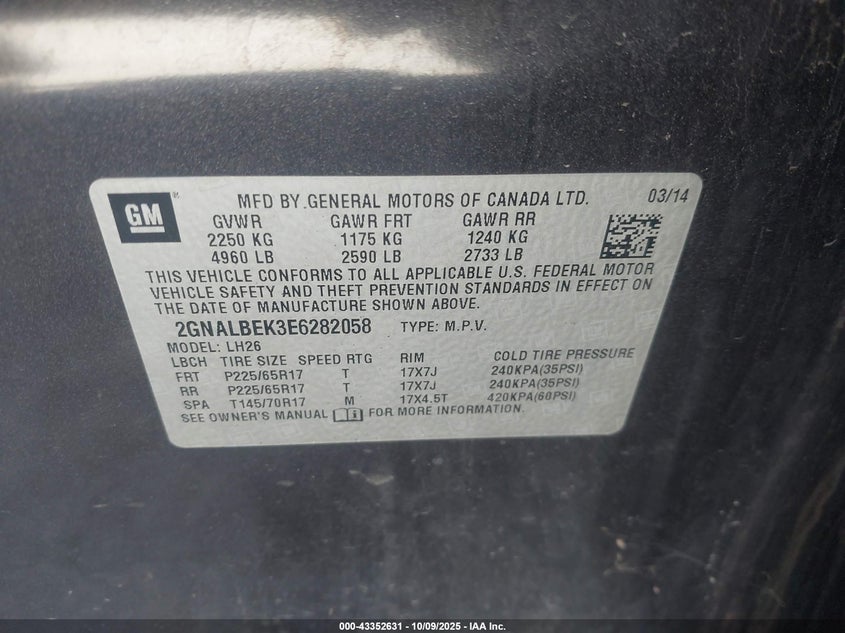 GM ® MFD BY GENERAL MOTORS OF CANADA LTD. 03/14
GVWR GAWR FRT GAWR RR
2250 KG 1175 KG 1240 KG
4960 LB 2590 LB 2733 LB
THIS VEHICLE CONFORMS TO ALL APPLICABLE U.S. FEDERAL MOTOR
VEHICLE SAFETY AND THEFT PREVENTION STANDARDS IN EFFECT ON
THE DATE OF MANUFACTURE SHOWN ABOVE.
2GNALBEK3E6282058 TYPE: M.P.V.
MODEL: LH26
LBCH TIRE SIZE SPEED RTG RIM COLD TIRE PRESSURE
FRT P225/65R17 T 17X7J 240KPA(35PSI)
RR P225/65R17 T 17X7J 240KPA(35PSI)
SPA T145/70R17 M 17X4.5T 420KPA(60PSI)
SEE OWNER'S MANUAL FOR MORE INFORMATION.
000-43352631 - 10/09/2025 - IAA Inc.